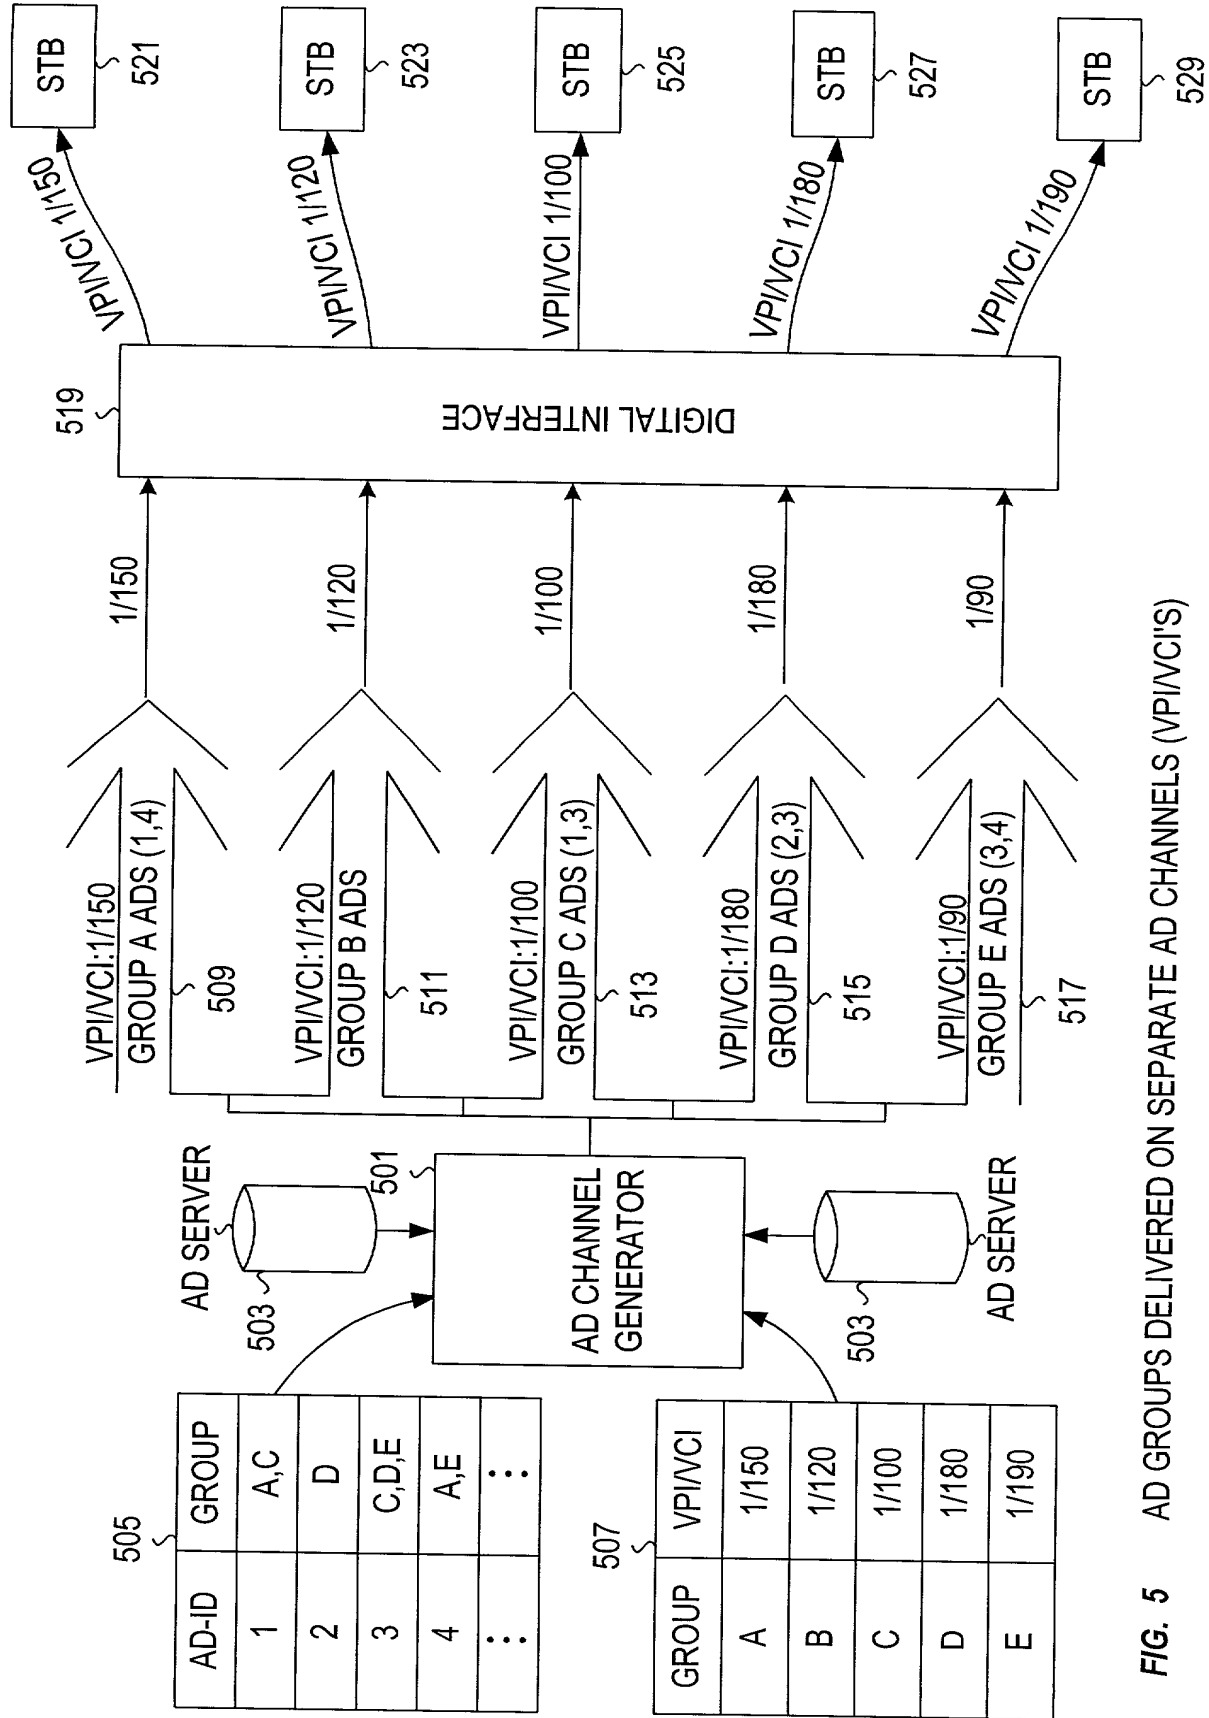 505
AD-ID GROUP
1 A,C
2 D
3 C,D,E
4 A,E
⋮ ⋮
507
GROUP VPI/VCI
A 1/150
B 1/120
C 1/100
D 1/180
E 1/190
AD SERVER
503
501
AD CHANNEL
GENERATOR
503
AD SERVER
VPI/VCI:1/150
GROUP A ADS (1,4)
509
VPI/VCI:1/120
GROUP B ADS
511
VPI/VCI:1/100
GROUP C ADS (1,3)
513
VPI/VCI:1/180
GROUP D ADS (2,3)
515
VPI/VCI:1/90
GROUP E ADS (3,4)
517
1/150
1/120
1/100
1/180
1/90
519
DIGITAL INTERFACE
VPI/VCI 1/150
STB
521
VPI/VCI 1/120
STB
523
VPI/VCI 1/100
STB
525
VPI/VCI 1/180
STB
527
VPI/VCI 1/190
STB
529
FIG. 5 AD GROUPS DELIVERED ON SEPARATE AD CHANNELS (VPI/VCI'S)